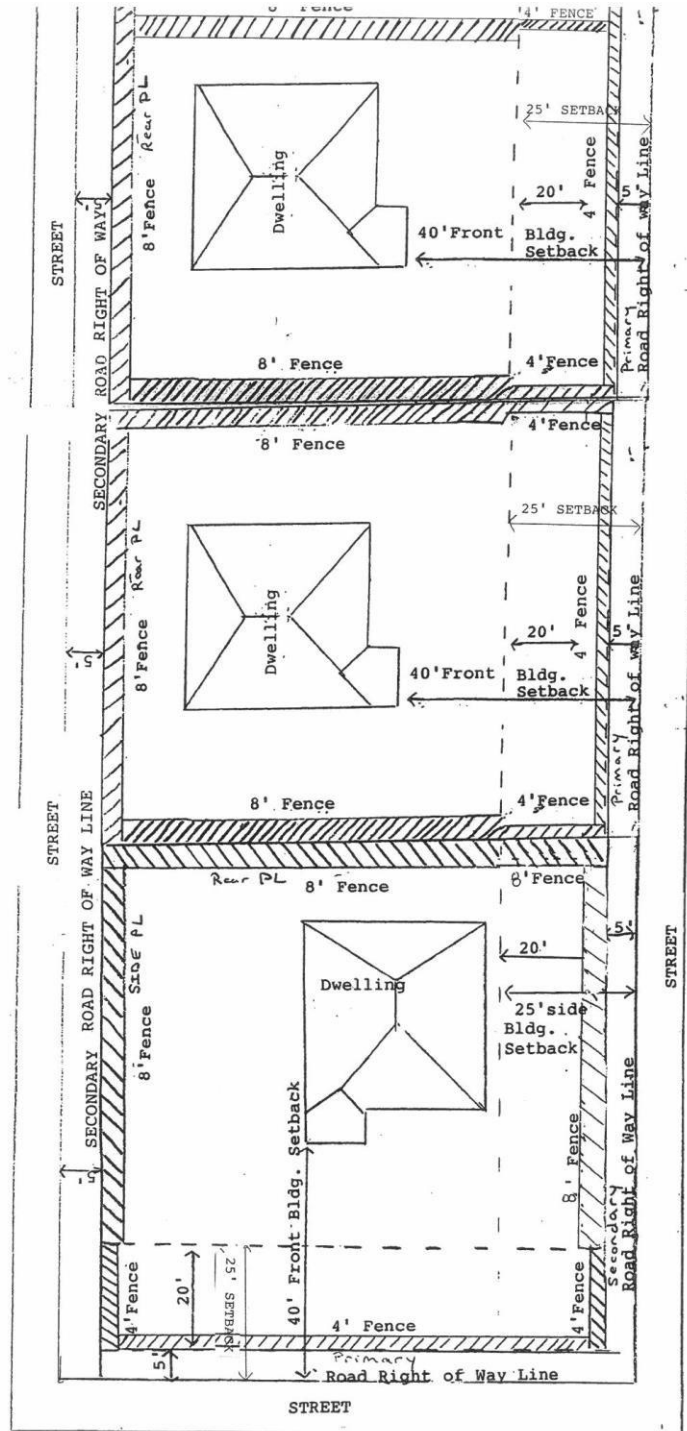 8' Fence
'4' FENCE
25' SETBACK
Rear PL
8'Fence
Dwelling
20'
4' Fence
5'
40'Front Bldg.
Setback
STREET
SECONDARY ROAD RIGHT OF WAY
Primary
Road Right of way Line
8' Fence
4'Fence
8' Fence
4'Fence
25' SETBACK
Rear PL
8'Fence
Dwelling
20'
4' Fence
5'
5'
40'Front Bldg.
Setback
Primary
Road Right of way Line
8' Fence
4'Fence
Rear PL
8' Fence
8'Fence
STREET
SECONDARY ROAD RIGHT OF WAY LINE
SIDE PL
8'Fence
Dwelling
20'
5'
25'side
Bldg.
Setback
STREET
40' Front Bldg. Setback
8' Fence
Secondary
Road Right of Way Line
5'
4'Fence
20'
25' SETBACK
4' Fence
4'Fence
5'
Primary
Road Right of Way Line
STREET